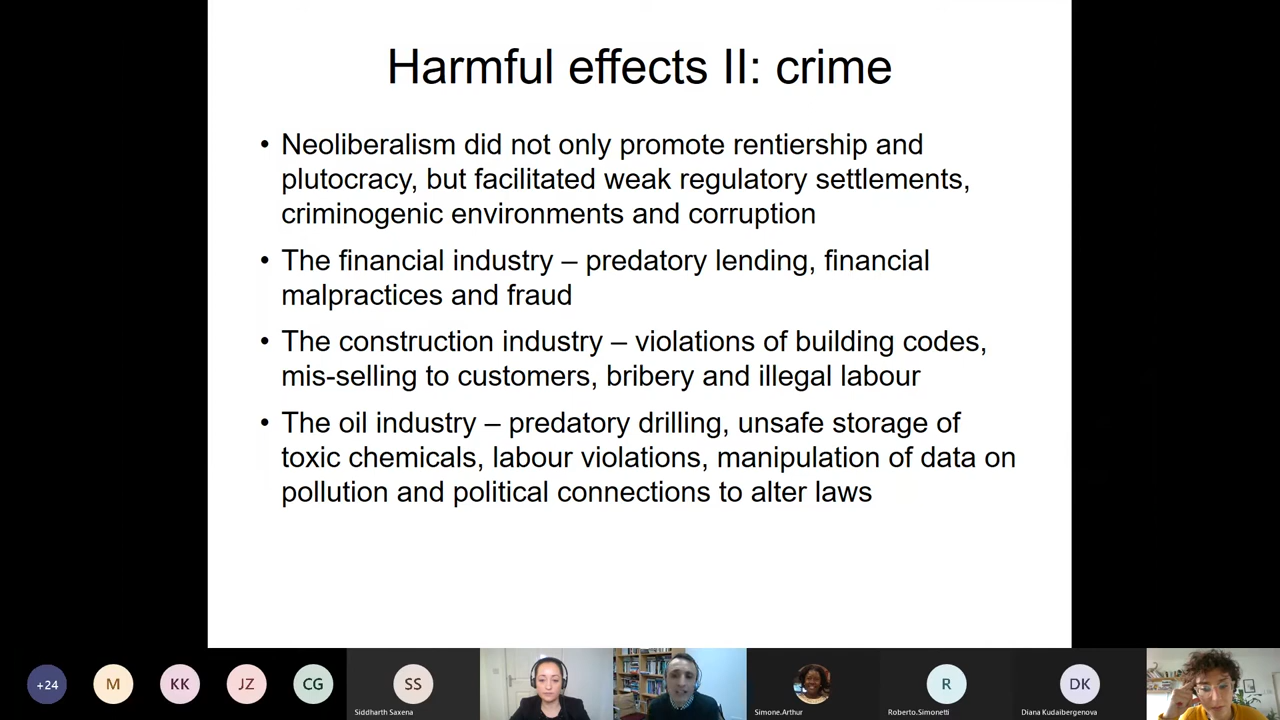 Harmful effects II: crime
• Neoliberalism did not only promote rentiership and
plutocracy, but facilitated weak regulatory settlements,
criminogenic environments and corruption
• The financial industry – predatory lending, financial
malpractices and fraud
• The construction industry – violations of building codes,
mis-selling to customers, bribery and illegal labour
• The oil industry – predatory drilling, unsafe storage of
toxic chemicals, labour violations, manipulation of data on
pollution and political connections to alter laws
+24
M
KK
JZ
CG
SS
Siddharth Saxena
Simone.Arthur
R
Roberto.Simonetti
DK
Diana Kudaibergenova